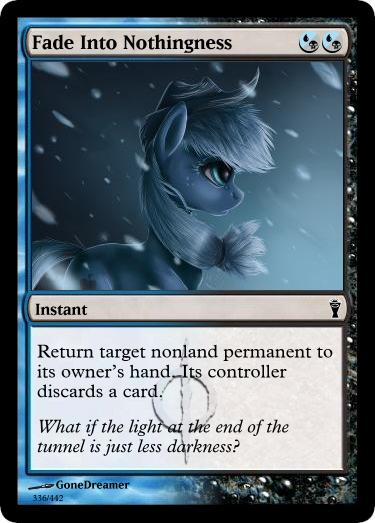 Fade Into Nothingness
Instant
Return target nonland permanent to
its owner's hand. Its controller
discards a card.
What if the light at the end of the
tunnel is just less darkness?
GoneDreamer
336/442